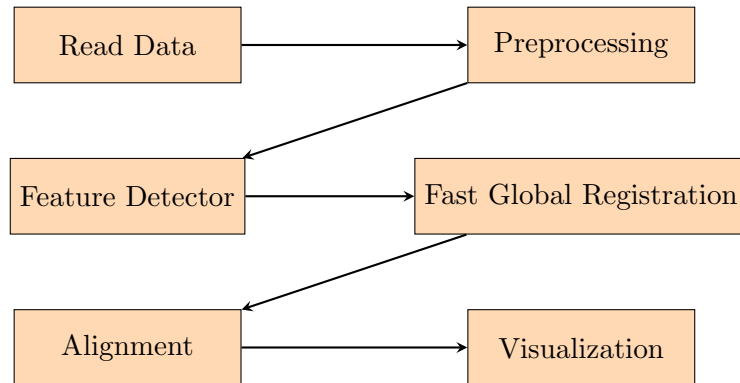 Read Data
Preprocessing
Feature Detector
Fast Global Registration
Alignment
Visualization